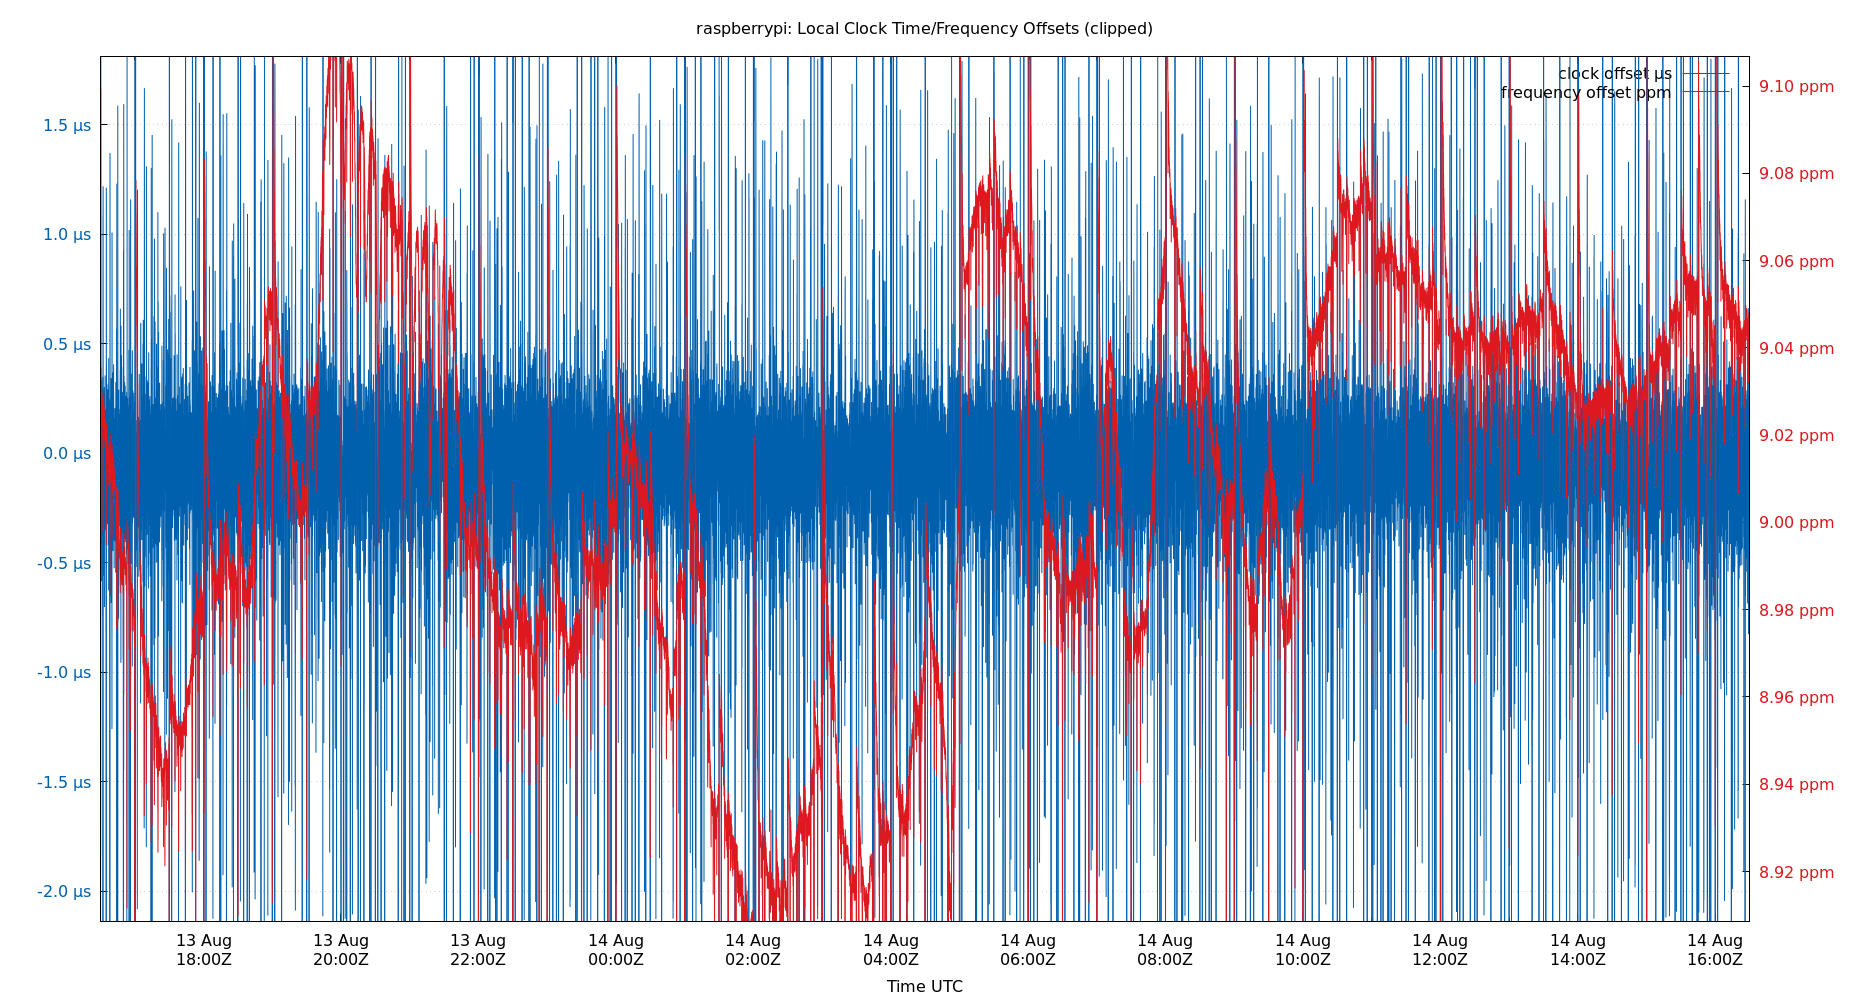 raspberrypi: Local Clock Time/Frequency Offsets (clipped)
clock offset µs
frequency offset ppm
1.5 µs
1.0 µs
0.5 µs
0.0 µs
-0.5 µs
-1.0 µs
-1.5 µs
-2.0 µs
9.10 ppm
9.08 ppm
9.06 ppm
9.04 ppm
9.02 ppm
9.00 ppm
8.98 ppm
8.96 ppm
8.94 ppm
8.92 ppm
13 Aug 13 Aug 13 Aug 14 Aug 14 Aug 14 Aug 14 Aug 14 Aug 14 Aug 14 Aug 14 Aug 14 Aug
18:00Z 20:00Z 22:00Z 00:00Z 02:00Z 04:00Z 06:00Z 08:00Z 10:00Z 12:00Z 14:00Z 16:00Z
Time UTC